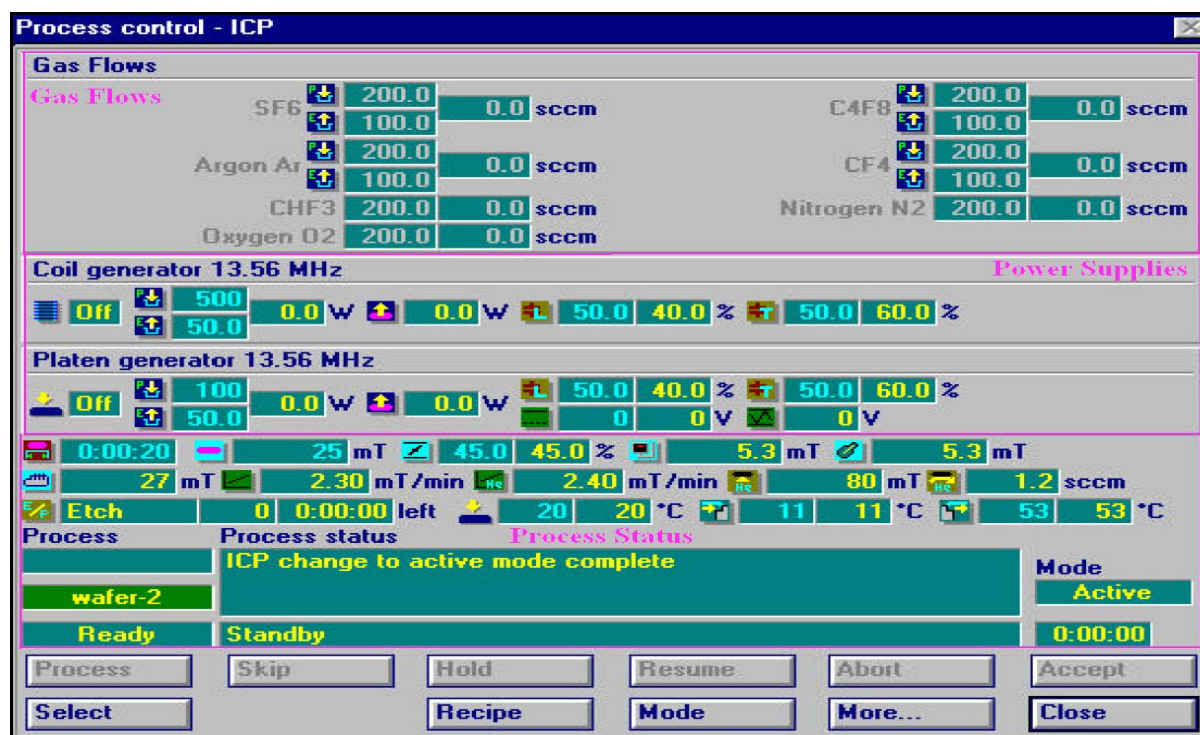 Process control - ICP
Gas Flows
Gas Flows
SF6 200.0 100.0 0.0 sccm C4F8 200.0 100.0 0.0 sccm
Argon Ar 200.0 100.0 0.0 sccm CF4 200.0 100.0 0.0 sccm
CHF3 200.0 0.0 sccm Nitrogen N2 200.0 0.0 sccm
Oxygen O2 200.0 0.0 sccm
Coil generator 13.56 MHz Power Supplies
Off 500 50.0 0.0 W 0.0 W 50.0 40.0 % 50.0 60.0 %
Platen generator 13.56 MHz
Off 100 50.0 0.0 W 0.0 W 50.0 40.0 % 50.0 60.0 %
0 0 V 0 V
0:00:20 25 mT 45.0 45.0 % 5.3 mT 5.3 mT
27 mT 2.30 mT/min 2.40 mT/min 80 mT 1.2 sccm
Etch 0 0:00:00 left 20 20 °C 11 11 °C 53 53 °C
Process Process status Process Status
ICP change to active mode complete Mode
wafer-2 Active
Ready Standby 0:00:00
Process Skip Hold Resume Abort Accept
Select Recipe Mode More... Close